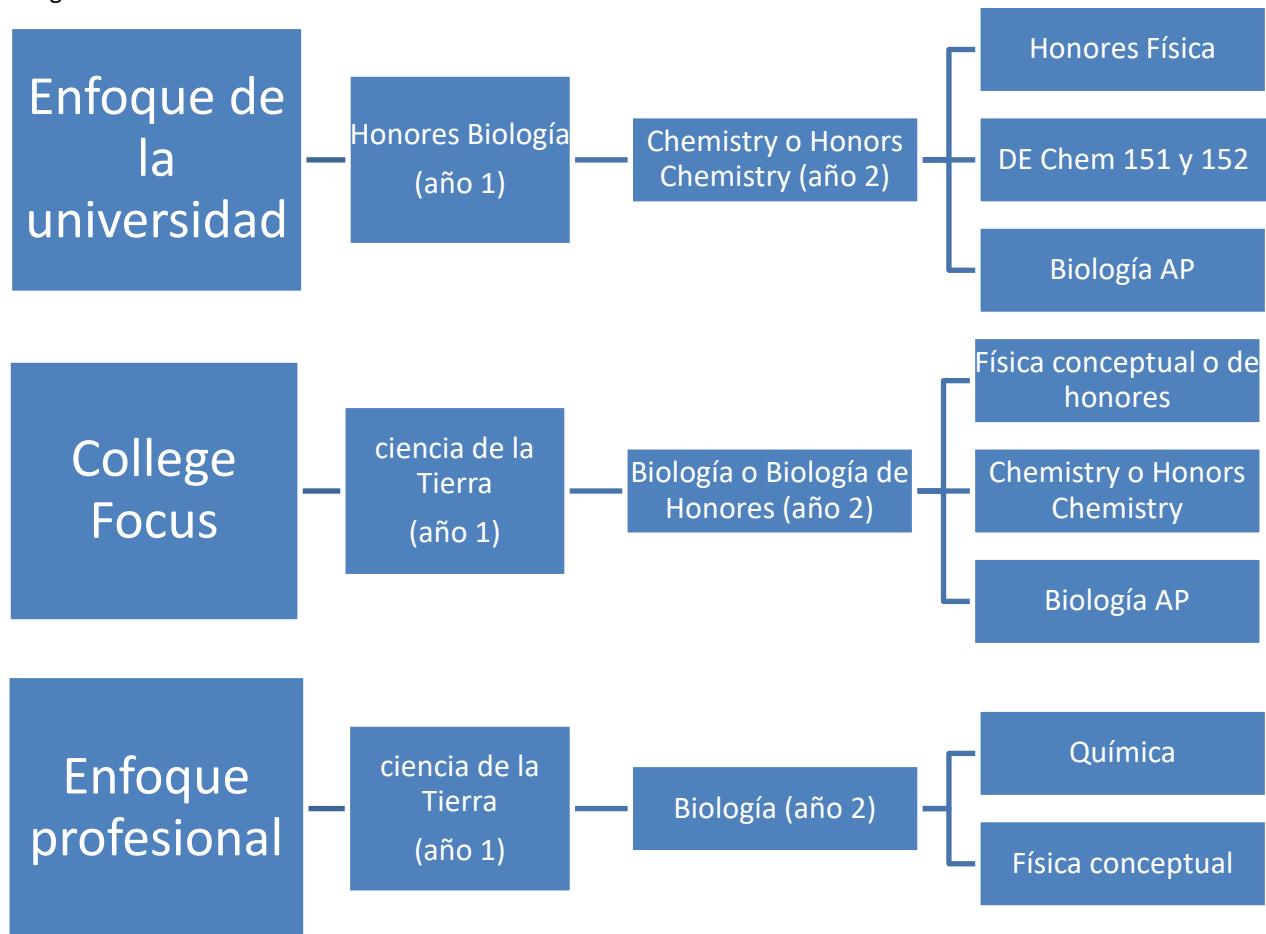 Enfoque de
la
universidad
Honores Biología
(año 1)
Chemistry o Honors
Chemistry (año 2)
Honores Física
DE Chem 151 y 152
Biología AP
College
Focus
ciencia de la
Tierra
(año 1)
Biología o Biología de
Honores (año 2)
Física conceptual o de
honores
Chemistry o Honors
Chemistry
Biología AP
Enfoque
profesional
ciencia de la
Tierra
(año 1)
Biología (año 2)
Química
Física conceptual